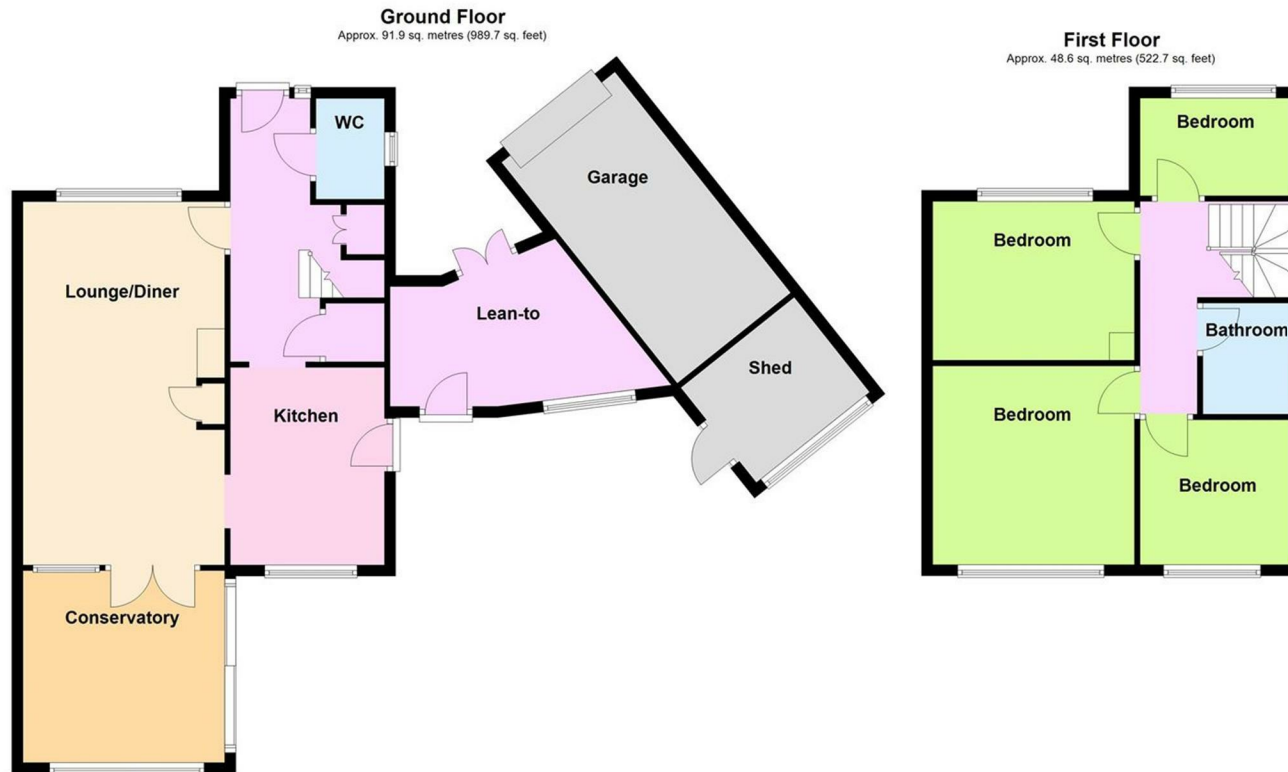 Ground Floor
Approx. 91.9 sq. metres (989.7 sq. feet)
WC
Garage
Lounge/Diner
Lean-to
Shed
Kitchen
Conservatory
First Floor
Approx. 48.6 sq. metres (522.7 sq. feet)
Bedroom
Bedroom
Bathroom
Bedroom
Bedroom